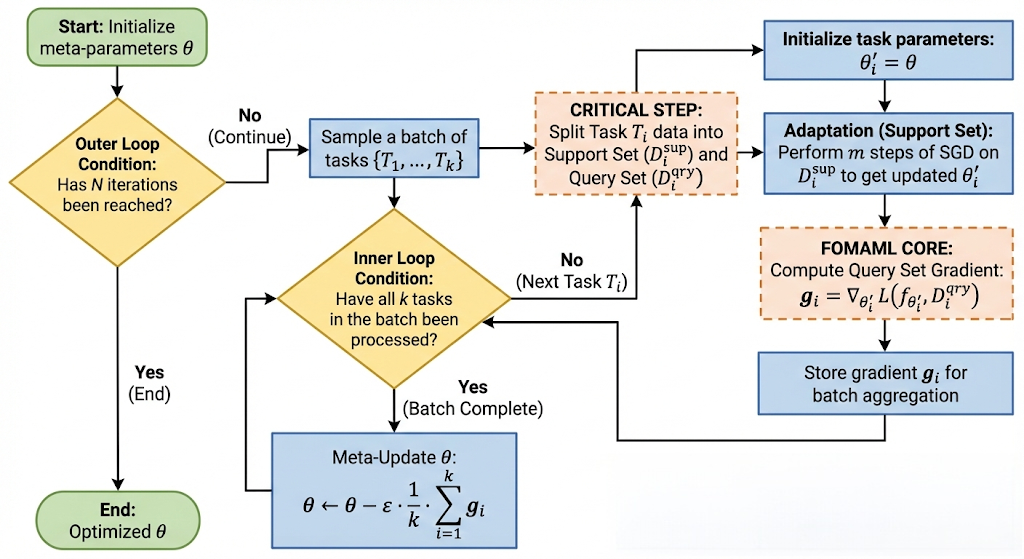 Start: Initialize
meta-parameters θ
Outer Loop
Condition:
Has N iterations
been reached?
No
(Continue)
Yes
(End)
End:
Optimized θ
Sample a batch of
tasks {T₁, …, Tₖ}
Inner Loop
Condition:
Have all k tasks
in the batch been
processed?
No
(Next Task Tᵢ)
Yes
(Batch Complete)
Meta-Update θ:
θ ← θ − ε · 1/k · ∑_{i=1}^{k} gᵢ
CRITICAL STEP:
Split Task Tᵢ data into
Support Set (Dᵢ^sup) and
Query Set (Dᵢ^qry)
Initialize task parameters:
θ′ᵢ = θ
Adaptation (Support Set):
Perform m steps of SGD on
Dᵢ^sup to get updated θ′ᵢ
FOMAML CORE:
Compute Query Set Gradient:
gᵢ = ∇_{θ′ᵢ} L(f_{θ′ᵢ}, Dᵢ^qry)
Store gradient gᵢ for
batch aggregation